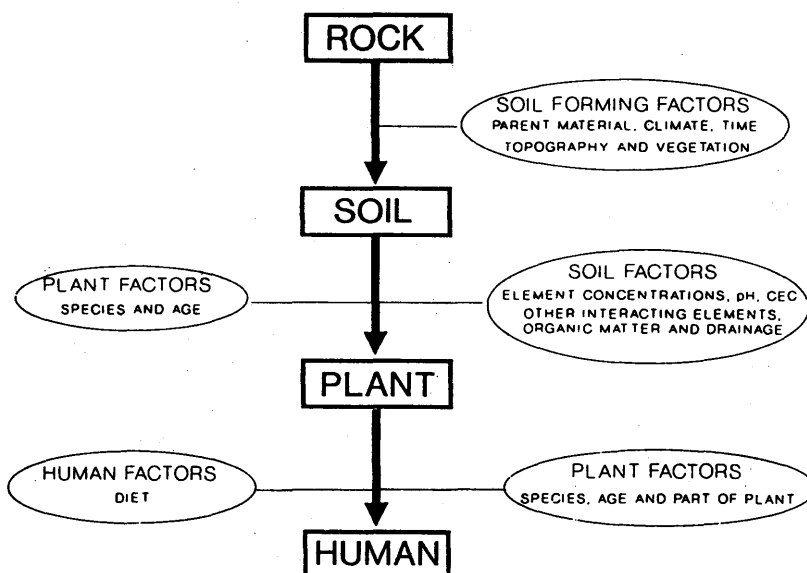 ROCK
SOIL FORMING FACTORS
PARENT MATERIAL, CLIMATE, TIME
TOPOGRAPHY AND VEGETATION
SOIL
PLANT FACTORS
SPECIES AND AGE
SOIL FACTORS
ELEMENT CONCENTRATIONS, pH, CEC
OTHER INTERACTING ELEMENTS,
ORGANIC MATTER AND DRAINAGE
PLANT
HUMAN FACTORS
DIET
PLANT FACTORS
SPECIES, AGE AND PART OF PLANT
HUMAN